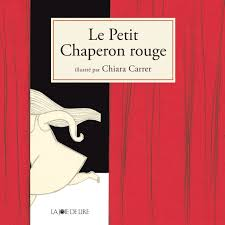 Le Petit
Chaperon rouge
illustré par Chiara Carrer
LA JOIE DE LIRE